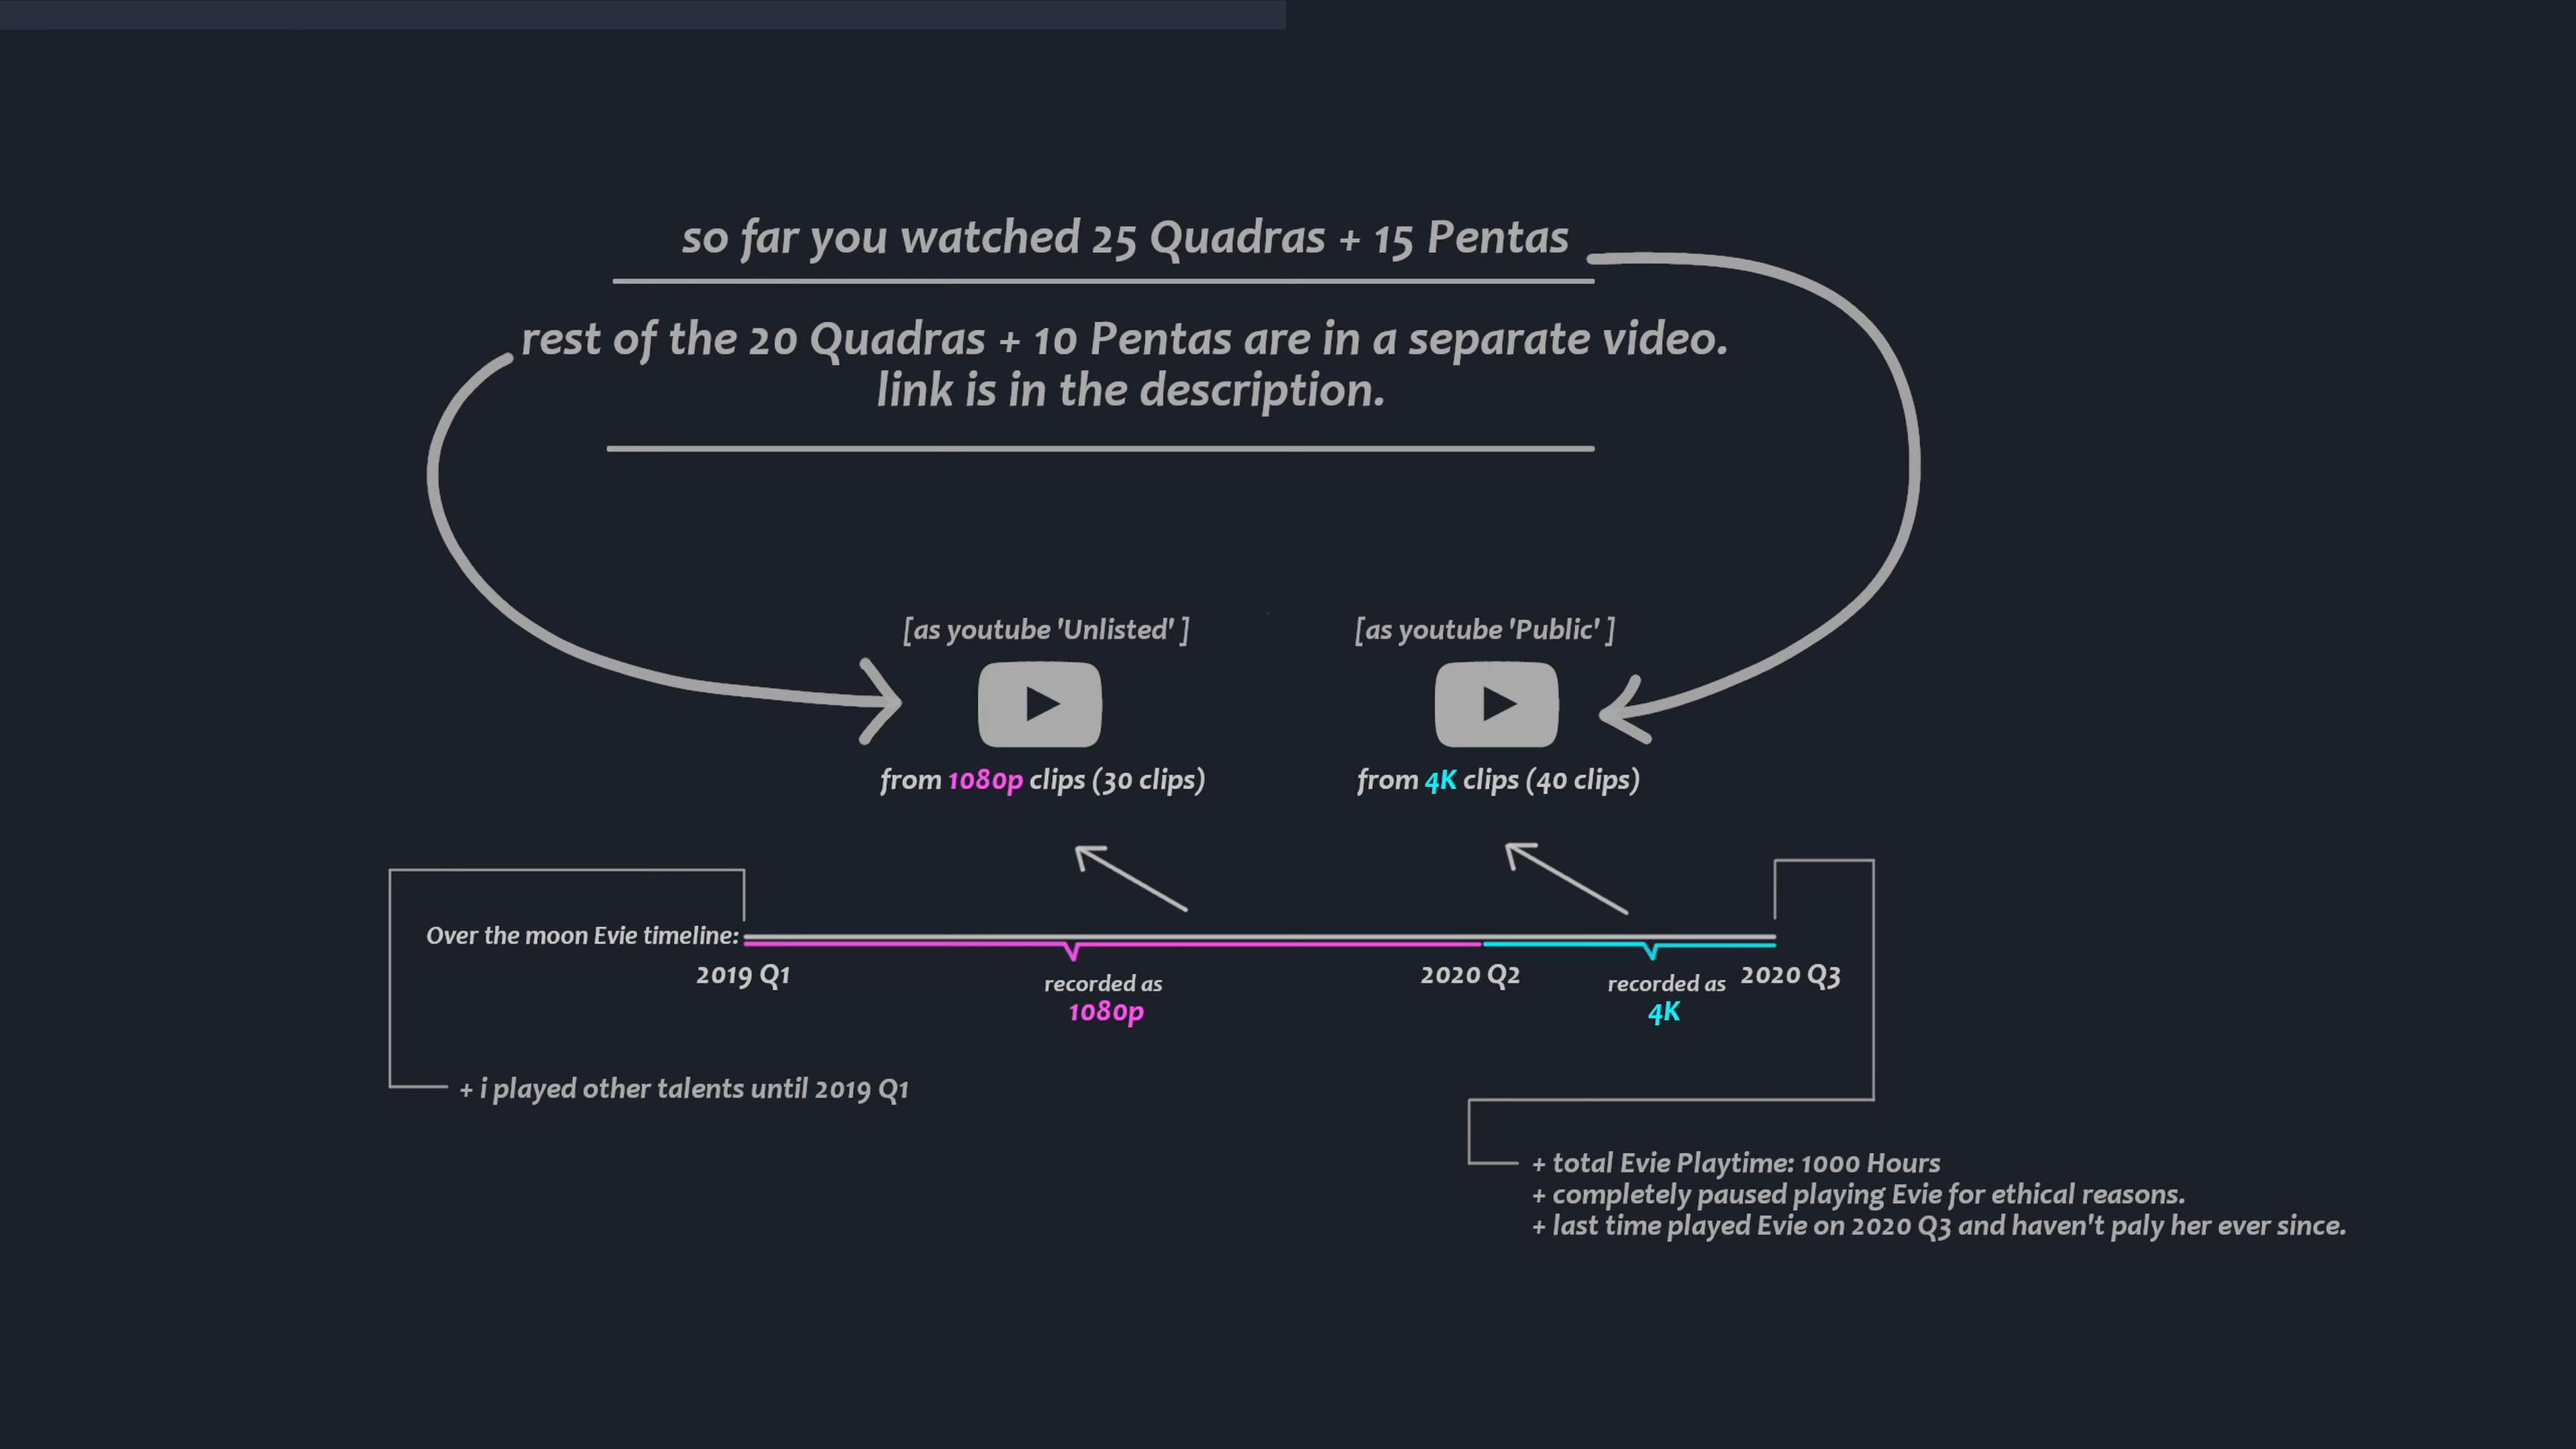 so far you watched 25 Quadras + 15 Pentas
rest of the 20 Quadras + 10 Pentas are in a separate video.
link is in the description.
[as youtube 'Unlisted' ]
[as youtube 'Public' ]
from 1080p clips (30 clips)
from 4K clips (40 clips)
Over the moon Evie timeline:
2019 Q1
recorded as
1080p
2020 Q2
recorded as
4K
2020 Q3
+ i played other talents until 2019 Q1
+ total Evie Playtime: 1000 Hours
+ completely paused playing Evie for ethical reasons.
+ last time played Evie on 2020 Q3 and haven't paly her ever since.